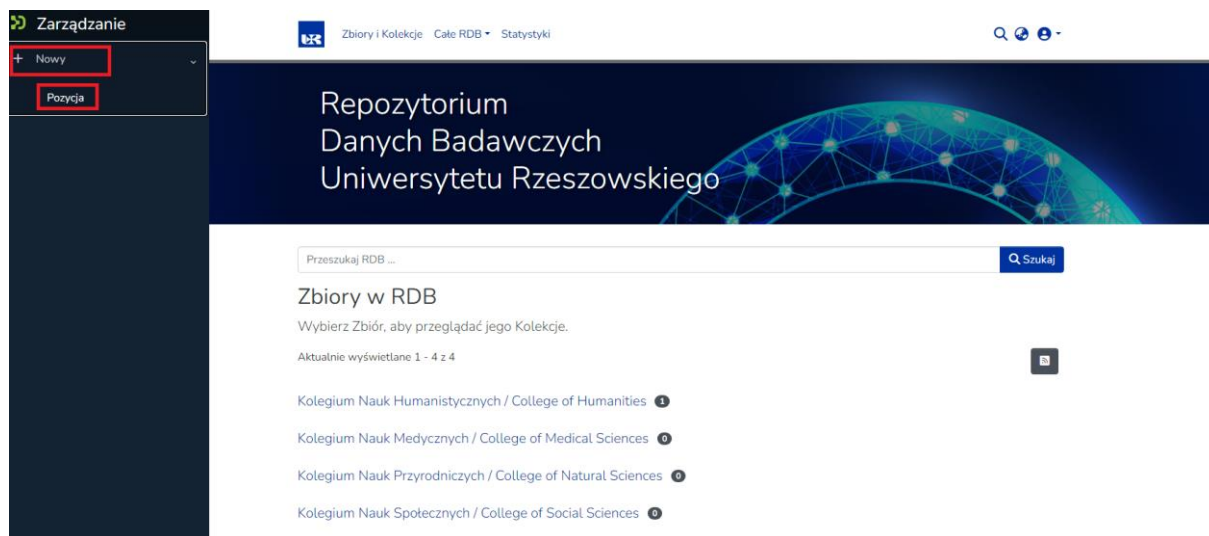 Zarządzanie
+ Nowy
Pozycja
UR
Zbiory i Kolekcje Całe RDB Statystyki
Repozytorium
Danych Badawczych
Uniwersytetu Rzeszowskiego
Przeszukaj RDB ...
Szukaj
Zbiory w RDB
Wybierz Zbiór, aby przeglądać jego Kolekcje.
Aktualnie wyświetlane 1 - 4 z 4
Kolegium Nauk Humanistycznych / College of Humanities 1
Kolegium Nauk Medycznych / College of Medical Sciences 0
Kolegium Nauk Przyrodniczych / College of Natural Sciences 0
Kolegium Nauk Społecznych / College of Social Sciences 0